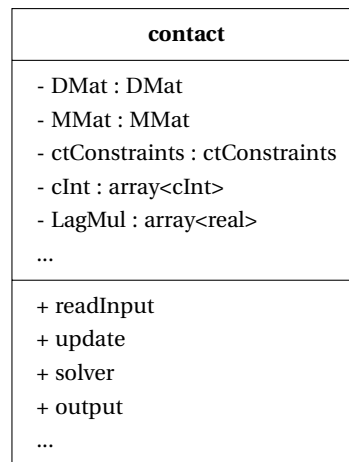 contact
- DMat : DMat
- MMat : MMat
- ctConstraints : ctConstraints
- cInt : array<cInt>
- LagMul : array<real>
...
+ readInput
+ update
+ solver
+ output
...